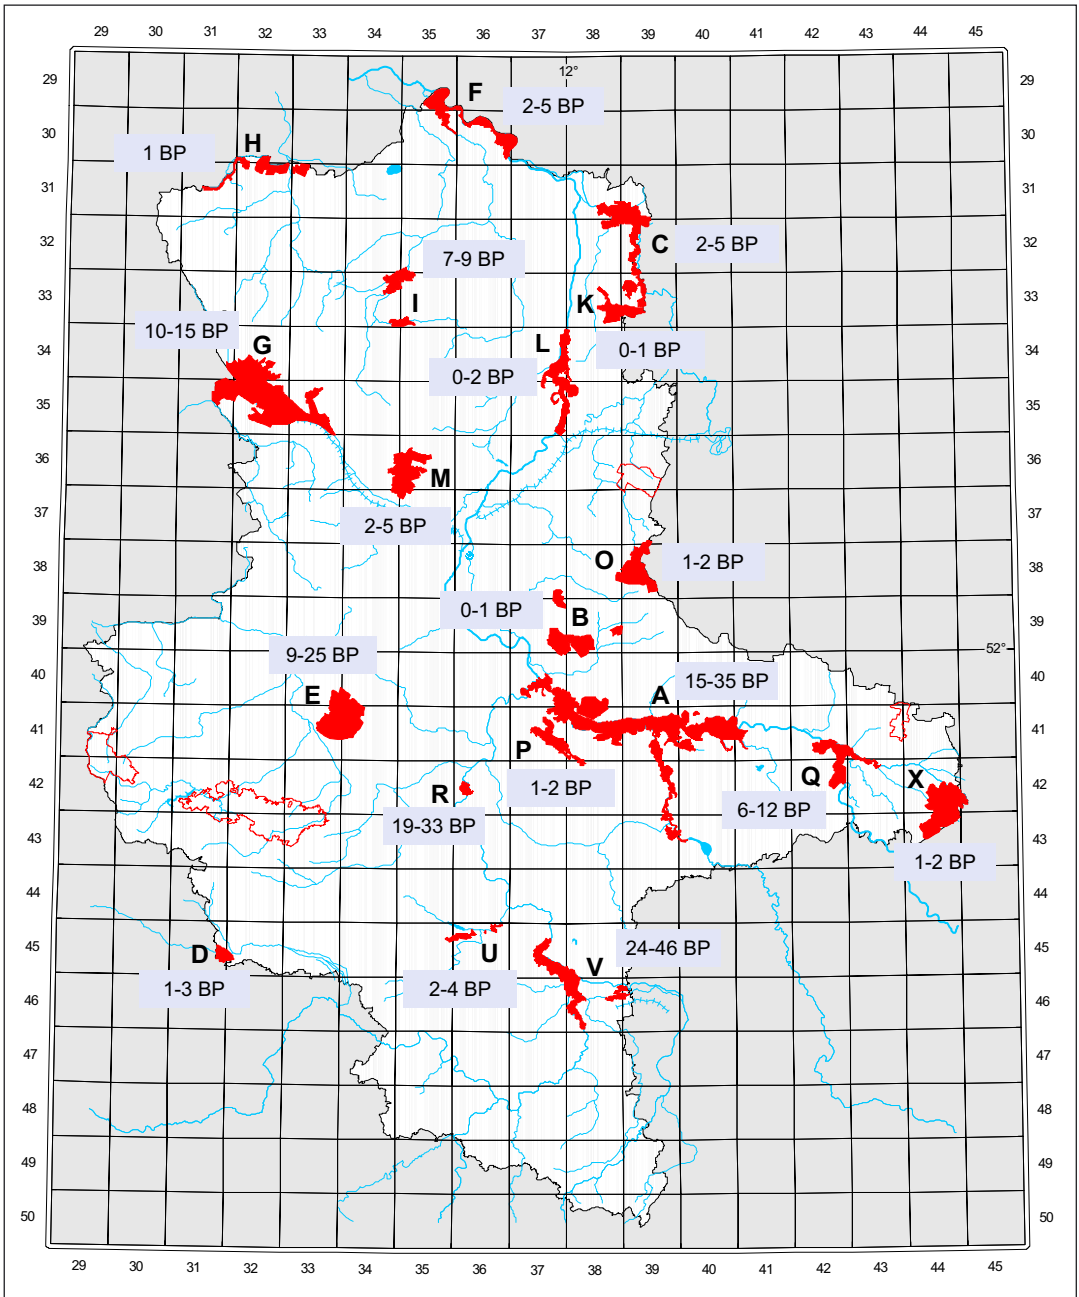 29 30 31 32 33 34 35 36 37 38 39 40 41 42 43 44 45
12°
29 29
F
2-5 BP
30 30
H
1 BP
31 31
32 C 2-5 BP 32
7-9 BP
33 I K 33
10-15 BP
G
34 L 0-1 BP 34
0-2 BP
35 35
36 M 36
2-5 BP
37 37
O 1-2 BP
38 38
0-1 BP B
39 39
9-25 BP 52°
40 15-35 BP 40
E A
41 P 41
Q X
42 R 1-2 BP 42
19-33 BP 6-12 BP
43 43
1-2 BP
44 44
45 D U V 24-46 BP 45
1-3 BP 2-4 BP
46 46
47 47
48 48
49 49
50 50
29 30 31 32 33 34 35 36 37 38 39 40 41 42 43 44 45